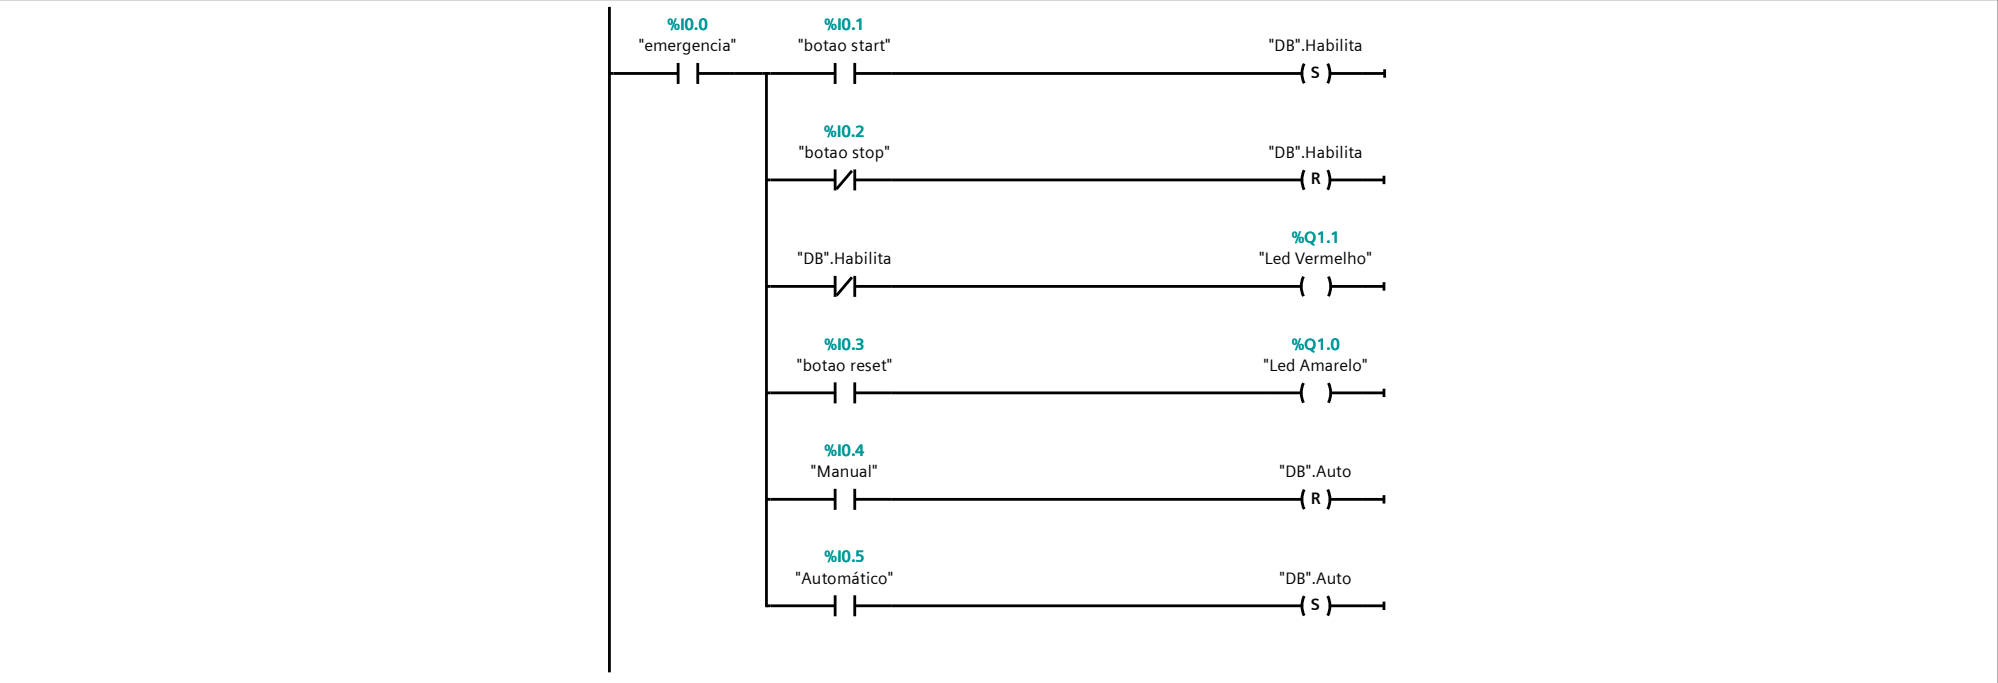 %I0.0 %I0.1
"emergencia" "botao start" "DB".Habilita
S
%I0.2
"botao stop" "DB".Habilita
R
%Q1.1
"DB".Habilita "Led Vermelho"
%I0.3 %Q1.0
"botao reset" "Led Amarelo"
%I0.4
"Manual" "DB".Auto
R
%I0.5
"Automático" "DB".Auto
S